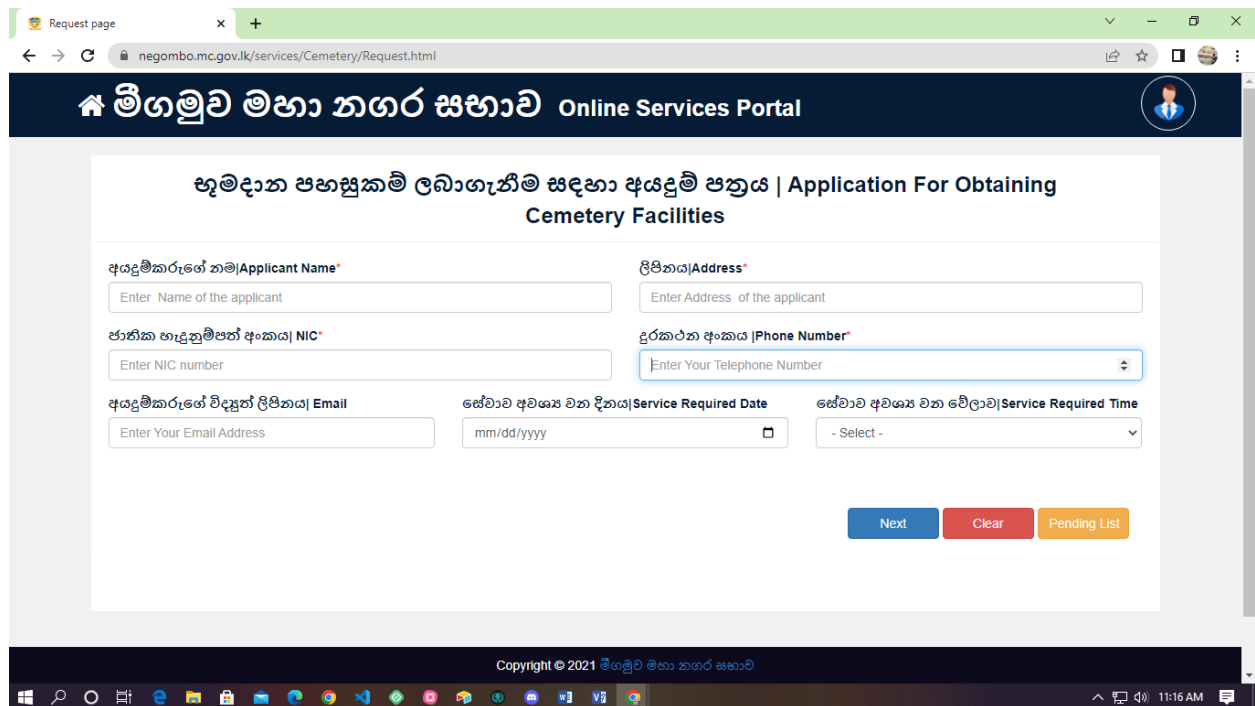 Request page
negombo.mc.gov.lk/services/Cemetery/Request.html
මීගමුව මහා නගර සභාව Online Services Portal
භූමදාන පහසුකම් ලබාගැනීම සඳහා අයදුම් පත්‍රය | Application For Obtaining
Cemetery Facilities
අයදුම්කරුගේ නම|Applicant Name*
ලිපිනය|Address*
Enter Name of the applicant
Enter Address of the applicant
ජාතික හැඳුනුම්පත් අංකය| NIC*
දුරකථන අංකය |Phone Number*
Enter NIC number
Enter Your Telephone Number
අයදුම්කරුගේ විද්‍යුත් ලිපිනය| Email
සේවාව අවශ්‍ය වන දිනය|Service Required Date
සේවාව අවශ්‍ය වන වේලාව|Service Required Time
Enter Your Email Address
mm/dd/yyyy
- Select -
Next
Clear
Pending List
Copyright © 2021 මීගමුව මහා නගර සභාව
11:16 AM